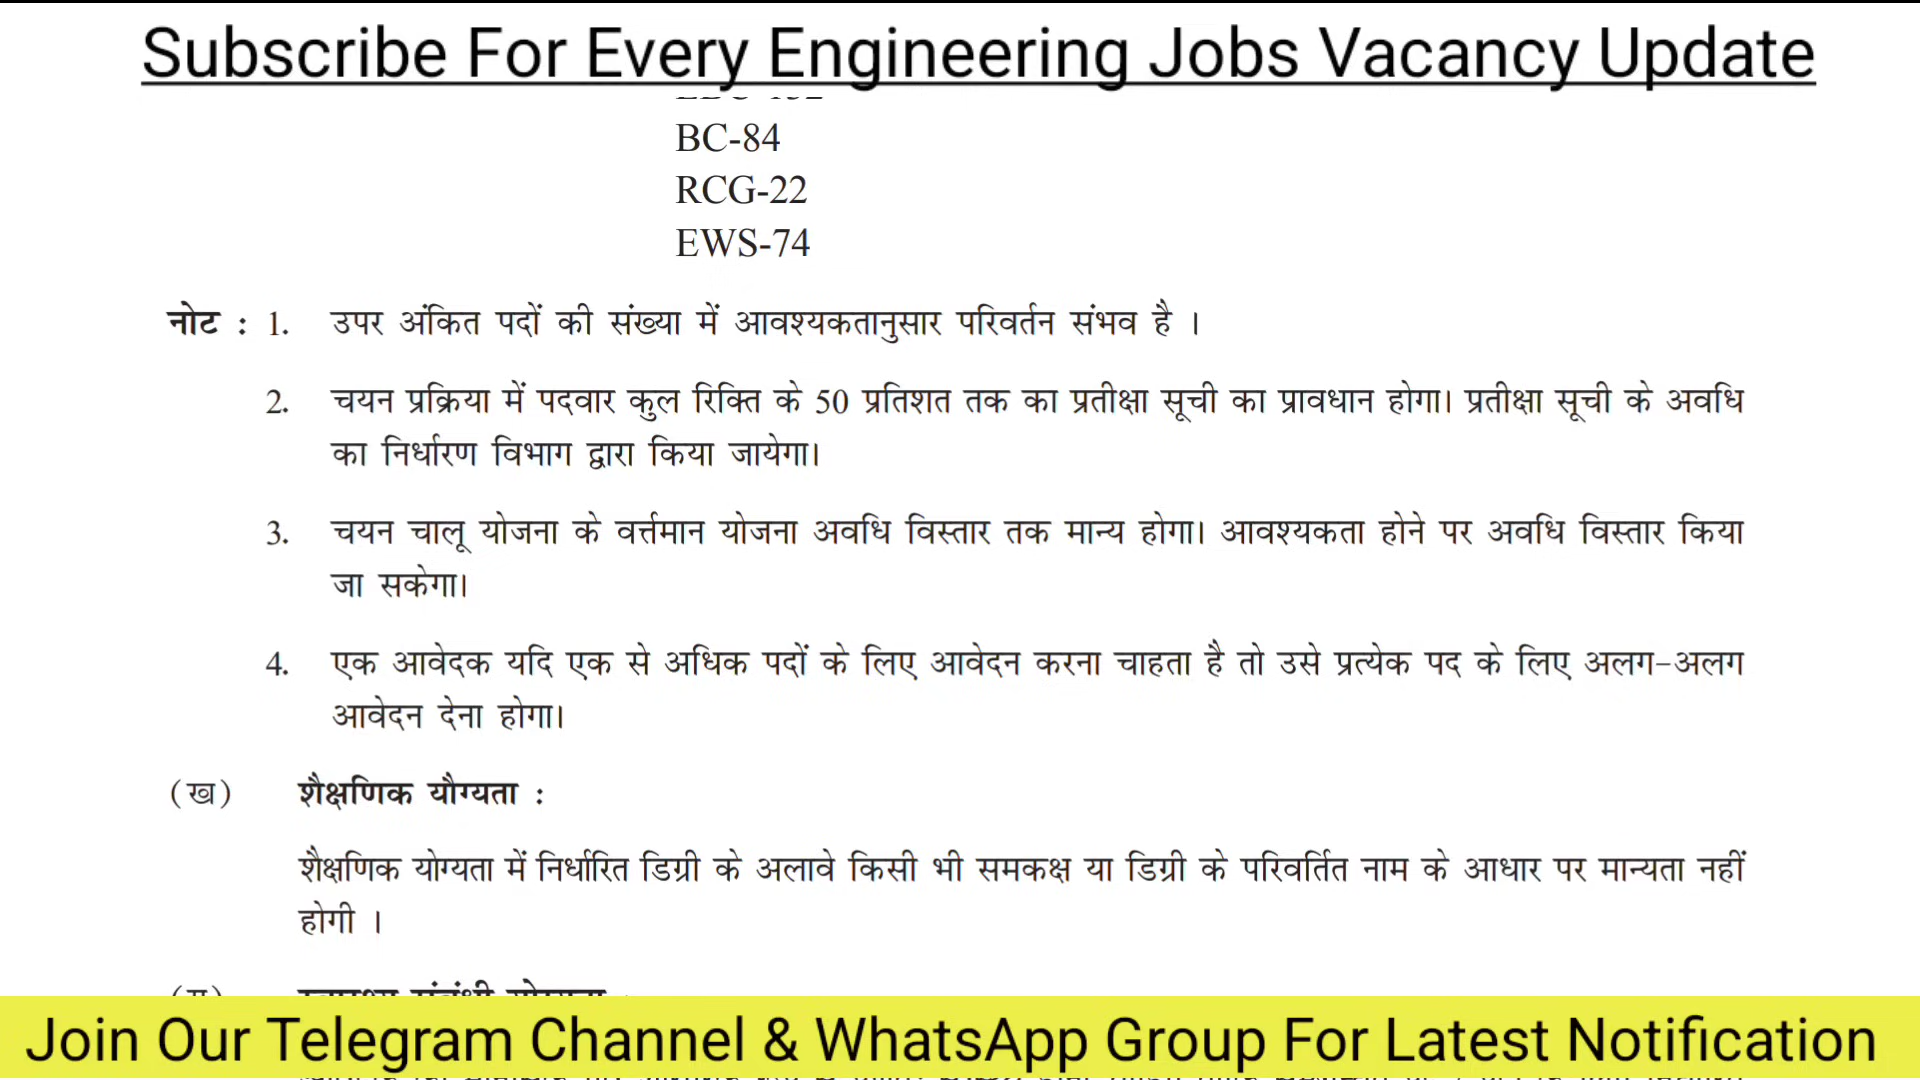 Subscribe For Every Engineering Jobs Vacancy Update
BC-84
RCG-22
EWS-74
नोट : 1. उपर अंकित पदों की संख्या में आवश्यकतानुसार परिवर्तन संभव है ।
2. चयन प्रक्रिया में पदवार कुल रिक्ति के 50 प्रतिशत तक का प्रतीक्षा सूची का प्रावधान होगा। प्रतीक्षा सूची के अवधि
का निर्धारण विभाग द्वारा किया जायेगा।
3. चयन चालू योजना के वर्त्तमान योजना अवधि विस्तार तक मान्य होगा। आवश्यकता होने पर अवधि विस्तार किया
जा सकेगा।
4. एक आवेदक यदि एक से अधिक पदों के लिए आवेदन करना चाहता है तो उसे प्रत्येक पद के लिए अलग-अलग
आवेदन देना होगा।
(ख) शैक्षणिक यौग्यता :
शैक्षणिक योग्यता में निर्धारित डिग्री के अलावे किसी भी समकक्ष या डिग्री के परिवर्तित नाम के आधार पर मान्यता नहीं
होगी ।
Join Our Telegram Channel & WhatsApp Group For Latest Notification